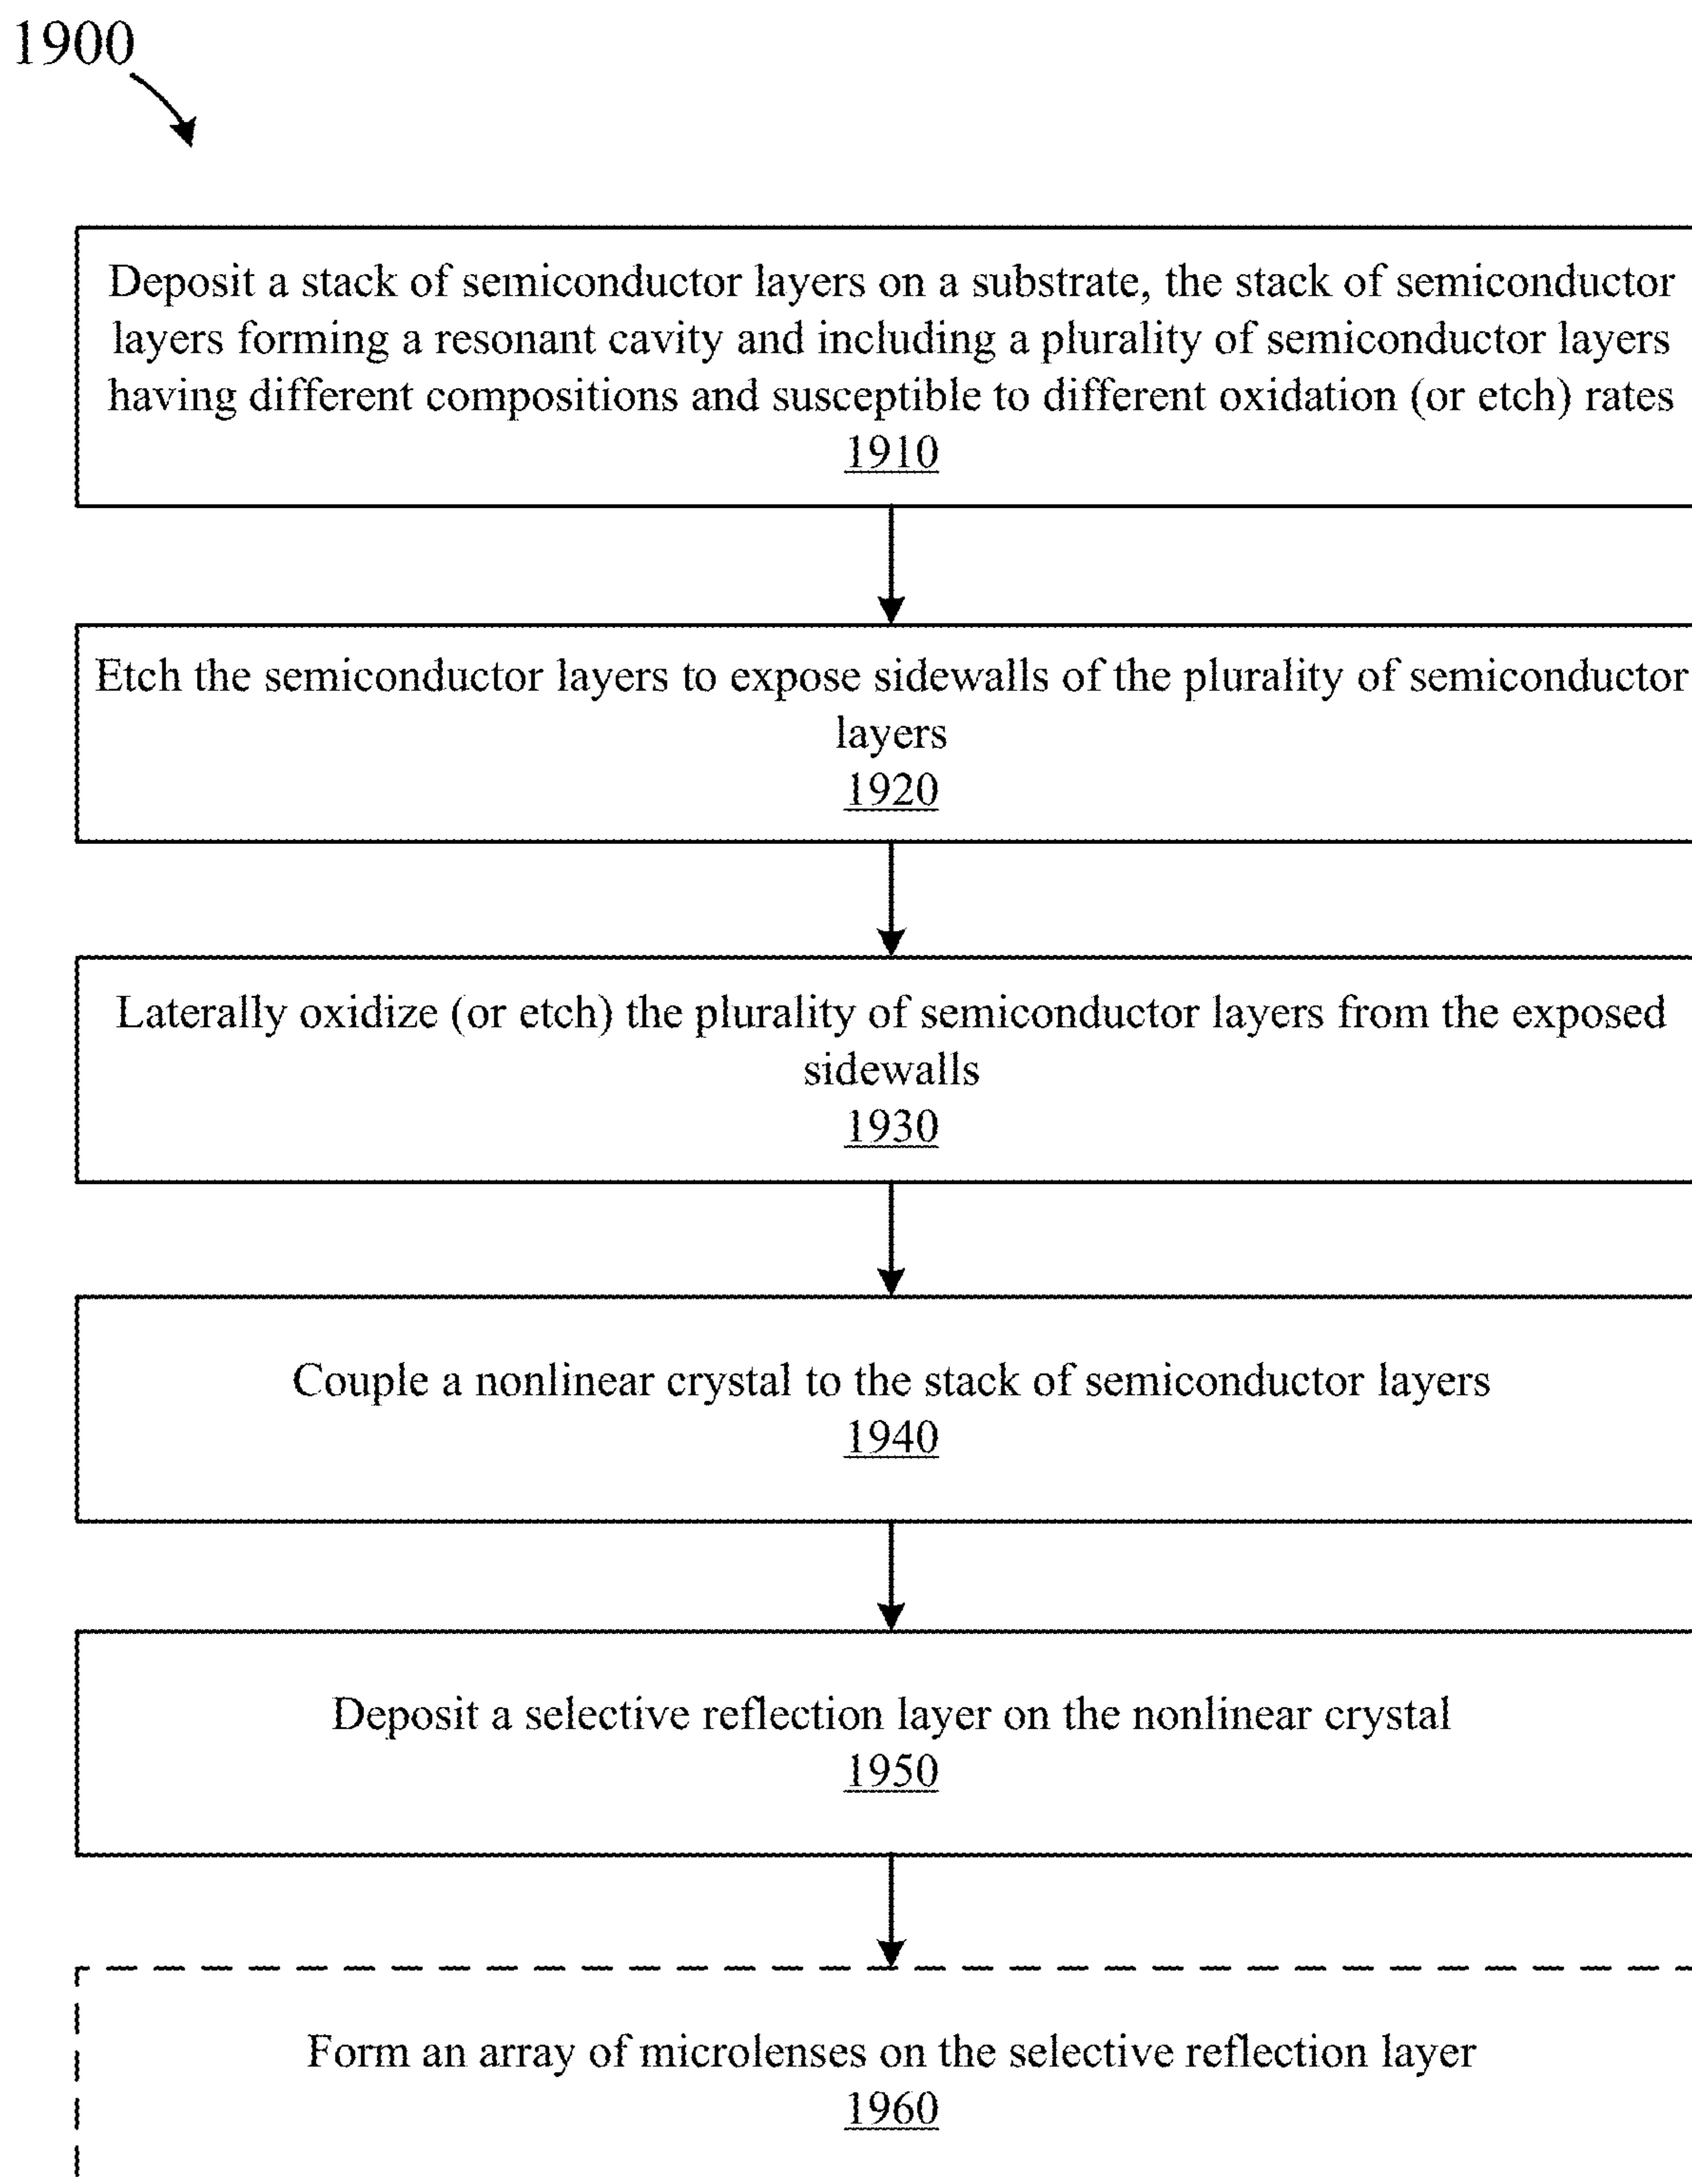 1900
Deposit a stack of semiconductor layers on a substrate, the stack of semiconductor
layers forming a resonant cavity and including a plurality of semiconductor layers
having different compositions and susceptible to different oxidation (or etch) rates
1910
Etch the semiconductor layers to expose sidewalls of the plurality of semiconductor
layers
1920
Laterally oxidize (or etch) the plurality of semiconductor layers from the exposed
sidewalls
1930
Couple a nonlinear crystal to the stack of semiconductor layers
1940
Deposit a selective reflection layer on the nonlinear crystal
1950
Form an array of microlenses on the selective reflection layer
1960